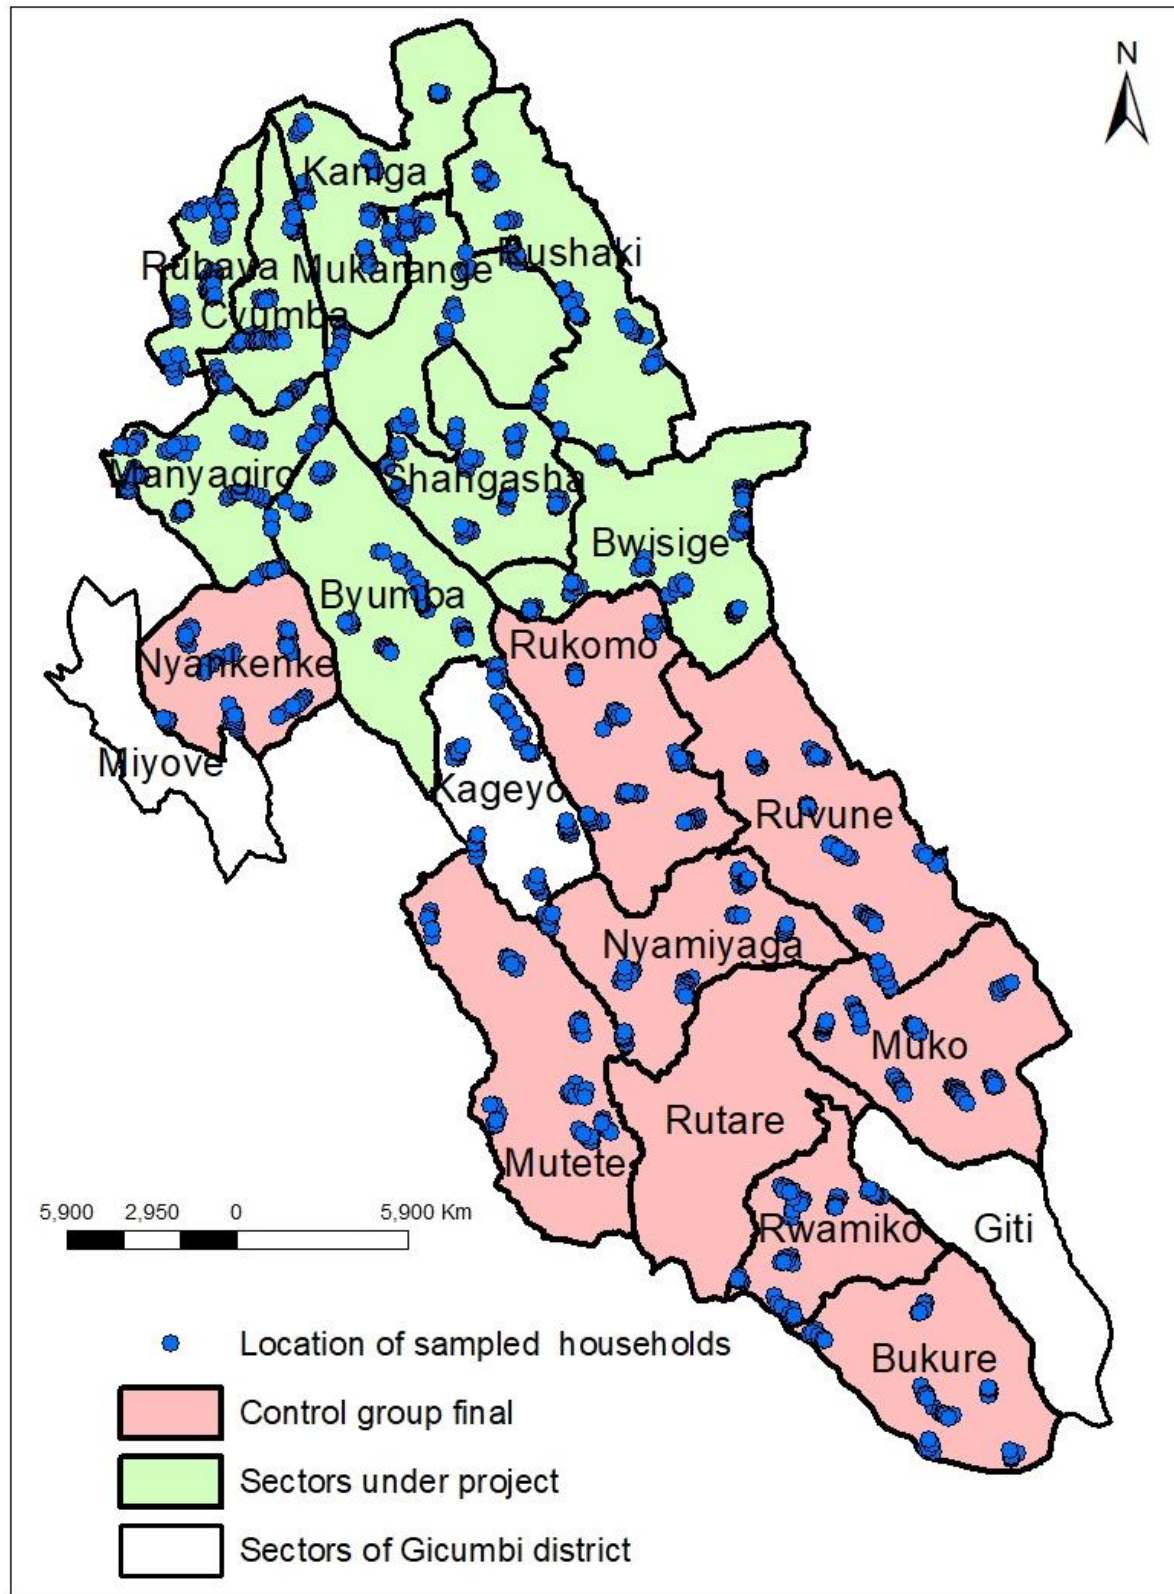 N
Kaniga
Rushaki
Rubaya
Mukarange
Cyumba
Manyagiro
Shangasha
Bwisige
Byumba
Rukomo
Nyankenke
Miyove
Kageyo
Ruvune
Nyamiyaga
Muko
Rutare
Mutete
Rwamiko
Giti
5,900 2,950 0 5,900 Km
Bukure
Location of sampled households
Control group final
Sectors under project
Sectors of Gicumbi district